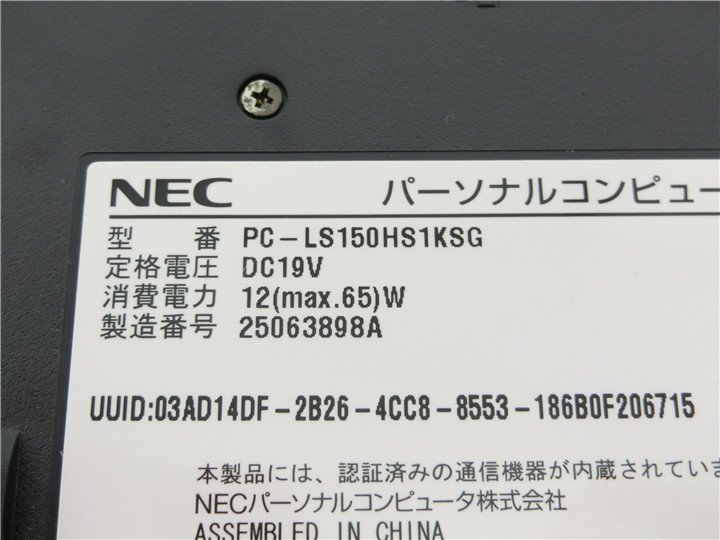 NEC パーソナルコンピュー
型 番 PC-LS150HS1KSG
定格電圧 DC19V
消費電力 12(max.65)W
製造番号 25063898A
UUID:03AD14DF-2B26-4CC8-8553-186B0F206715
本製品には、認証済みの通信機器が内蔵されていま
NECパーソナルコンピュータ株式会社
ASSEMBLED IN CHINA